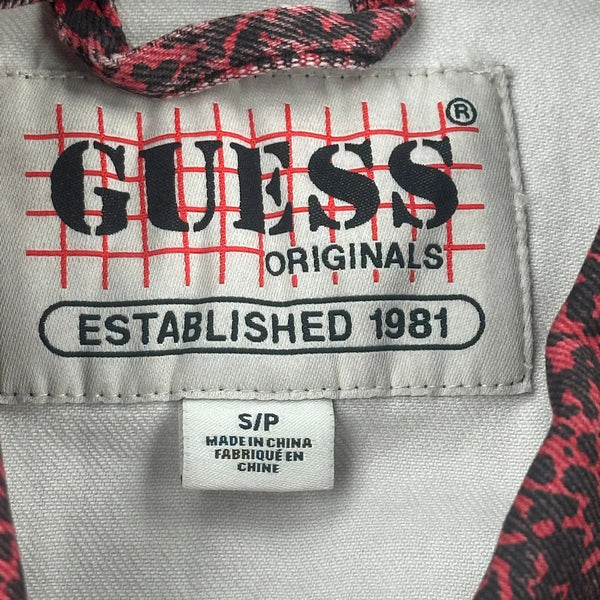 GUESS®
ORIGINALS
ESTABLISHED 1981
S/P
MADE IN CHINA
FABRIQUÉ EN
CHINE